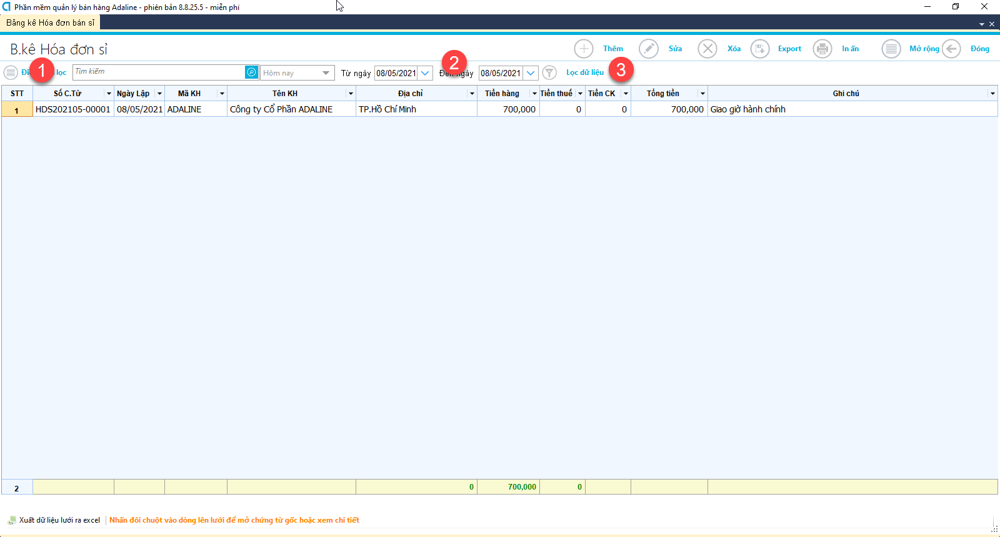 Phần mềm quản lý bán hàng Adaline - phiên bản 8.8.25.5 - miễn phí
Bảng kê Hóa đơn bán sỉ
B.kê Hóa đơn sỉ
Thêm Sửa Xóa Export In ấn Mở rộng Đóng
1 lọc Tìm kiếm Hôm nay Từ ngày 08/05/2021 2 ngày 08/05/2021 Lọc dữ liệu 3
STT Số C.Từ Ngày Lập Mã KH Tên KH Địa chỉ Tiền hàng Tiền thuế Tiền CK Tổng tiền Ghi chú
1 HDS202105-00001 08/05/2021 ADALINE Công ty Cổ Phần ADALINE TP.Hồ Chí Minh 700,000 0 0 700,000 Giao giờ hành chính
2 0 700,000 0
Xuất dữ liệu lưới ra excel Nhấn đôi chuột vào dòng lên lưới để mở chứng từ gốc hoặc xem chi tiết